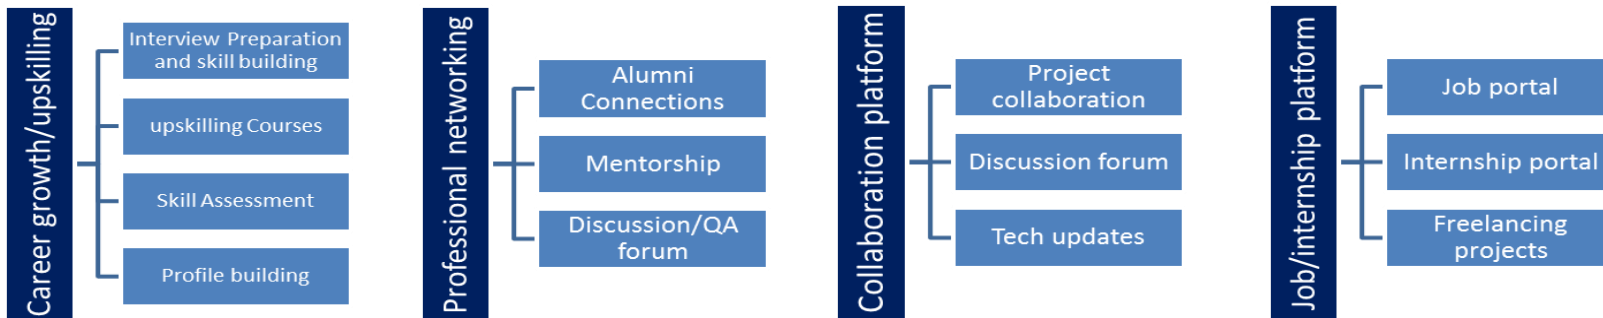 Career growth/upskilling
Interview Preparation
and skill building
upskilling Courses
Skill Assessment
Profile building
Professional networking
Alumni
Connections
Mentorship
Discussion/QA
forum
Collaboration platform
Project
collaboration
Discussion forum
Tech updates
Job/internship platform
Job portal
Internship portal
Freelancing
projects